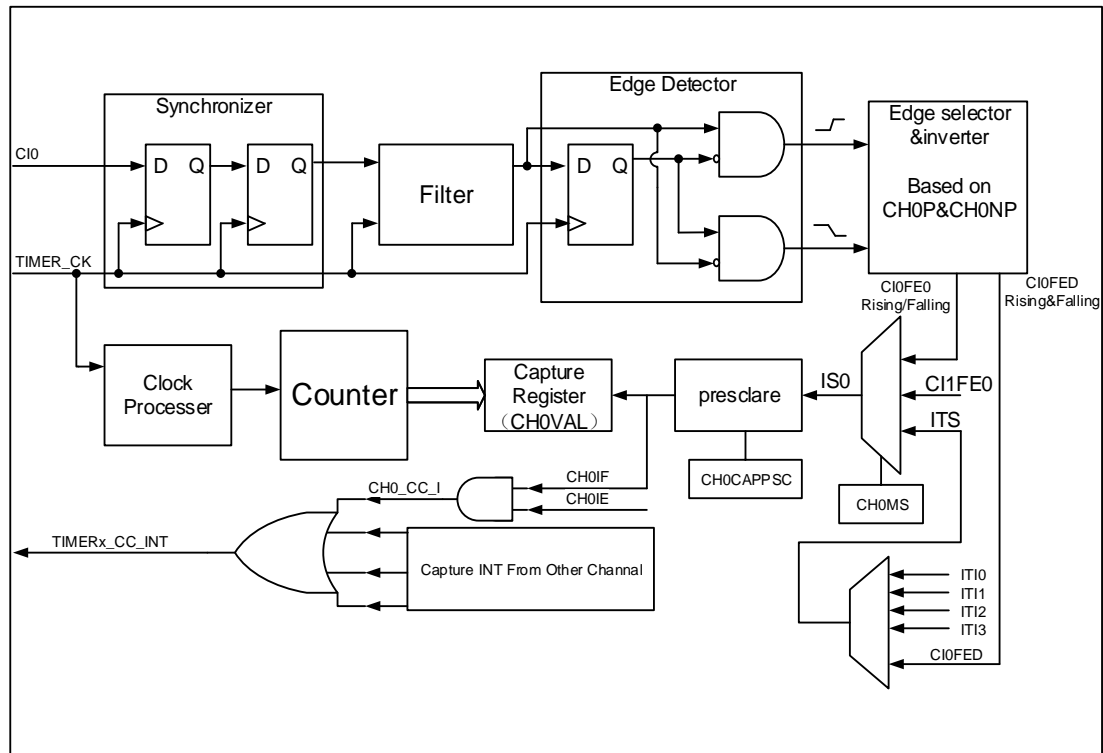 Synchronizer
Edge Detector
Edge selector
&inverter
Based on
CH0P&CH0NP
CI0
D Q
D Q
Filter
D Q
TIMER_CK
CI0FE0
Rising/Falling
CI0FED
Rising&Falling
Clock
Processer
Counter
Capture
Register
（CH0VAL）
presclare
IS0
CI1FE0
ITS
CH0CAPPSC
CH0MS
CH0_CC_I
CH0IF
CH0IE
TIMERx_CC_INT
Capture INT From Other Channel
ITI0
ITI1
ITI2
ITI3
CI0FED